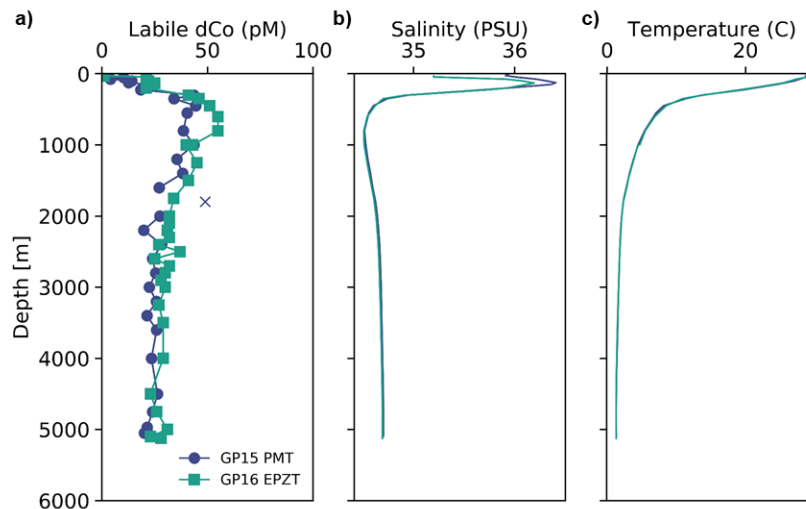 a) Labile dCo (pM) b) Salinity (PSU) c) Temperature (C)
0 50 100 35 36 0 20
0
1000
2000
3000
4000
5000
6000
Depth [m]
GP15 PMT
GP16 EPZT